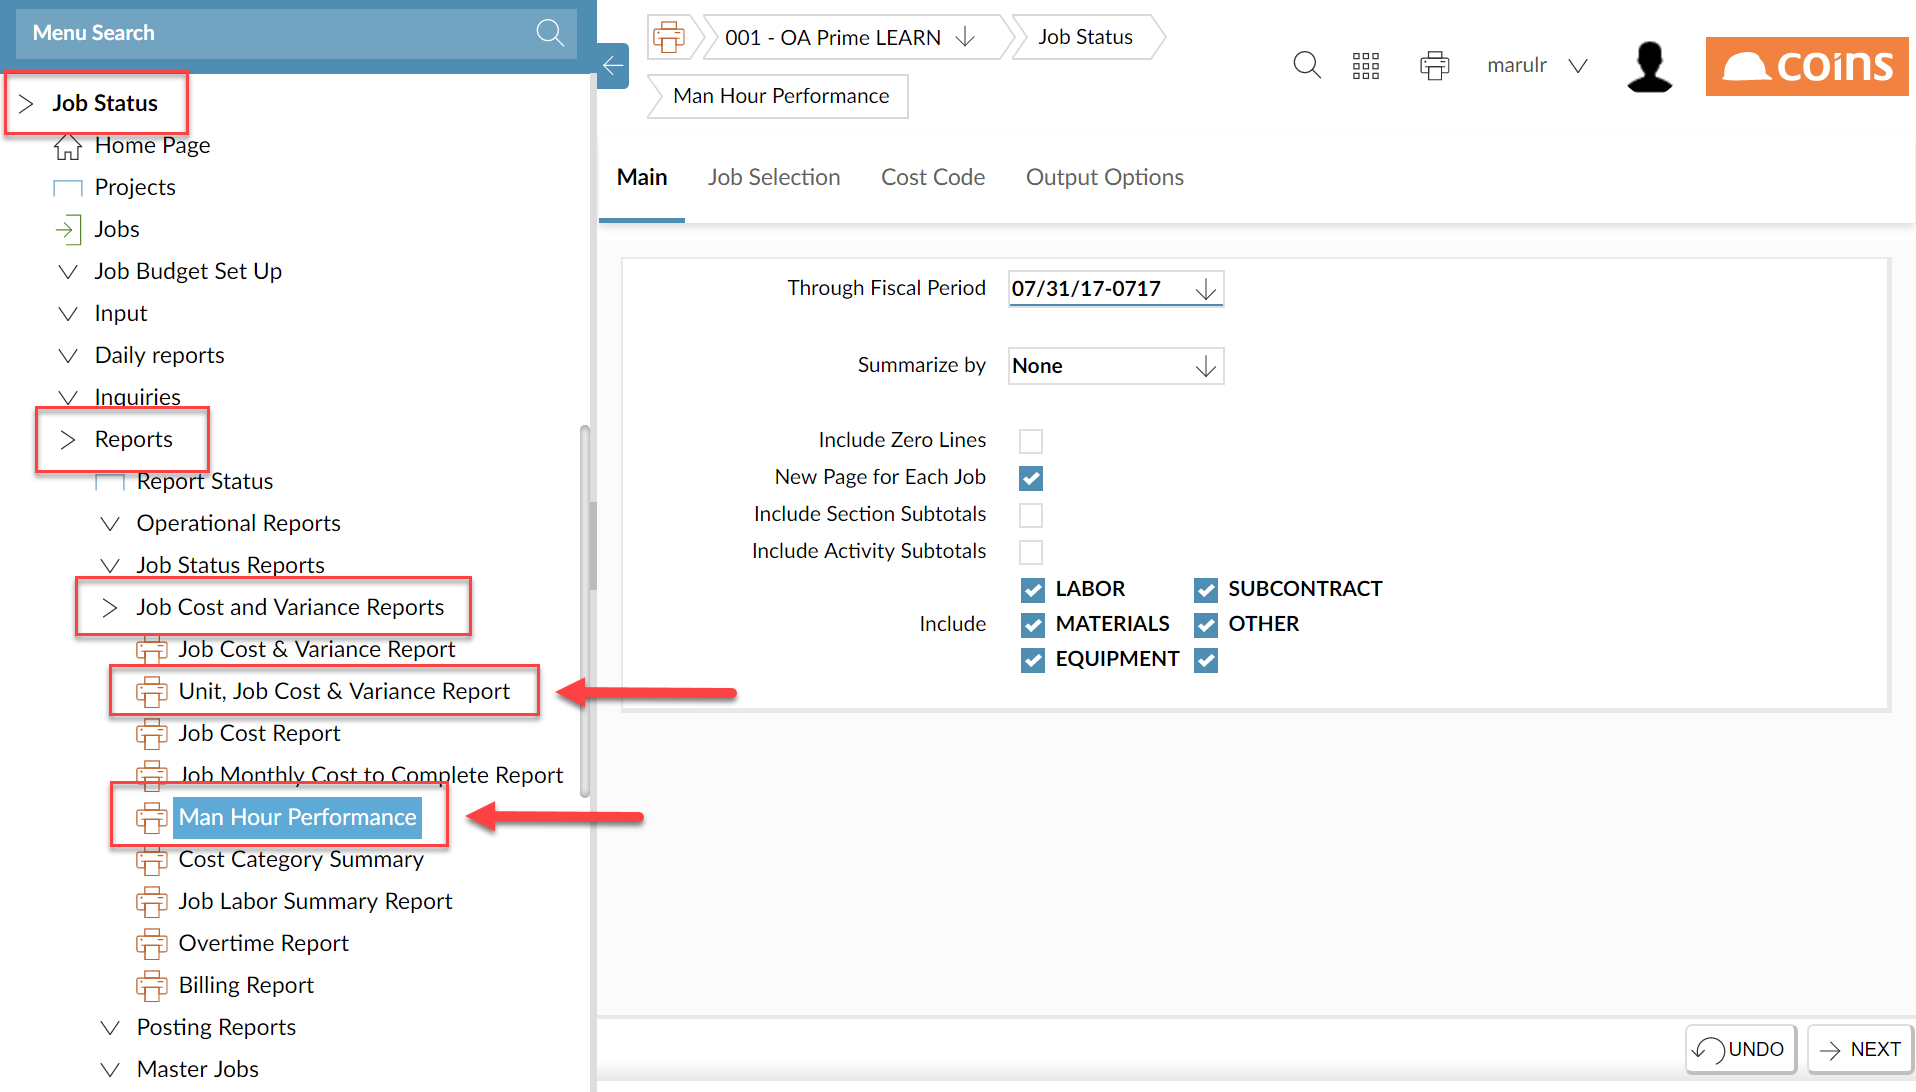 Menu Search
Job Status
Home Page
Projects
Jobs
Job Budget Set Up
Input
Daily reports
Inquiries
Reports
Report Status
Operational Reports
Job Status Reports
Job Cost and Variance Reports
Job Cost & Variance Report
Unit, Job Cost & Variance Report
Job Cost Report
Job Monthly Cost to Complete Report
Man Hour Performance
Cost Category Summary
Job Labor Summary Report
Overtime Report
Billing Report
Posting Reports
Master Jobs
001 - OA Prime LEARN
Job Status
Man Hour Performance
marulr
coins
Main
Job Selection
Cost Code
Output Options
Through Fiscal Period 07/31/17-0717
Summarize by None
Include Zero Lines
New Page for Each Job
Include Section Subtotals
Include Activity Subtotals
LABOR SUBCONTRACT
Include MATERIALS OTHER
EQUIPMENT
UNDO
NEXT